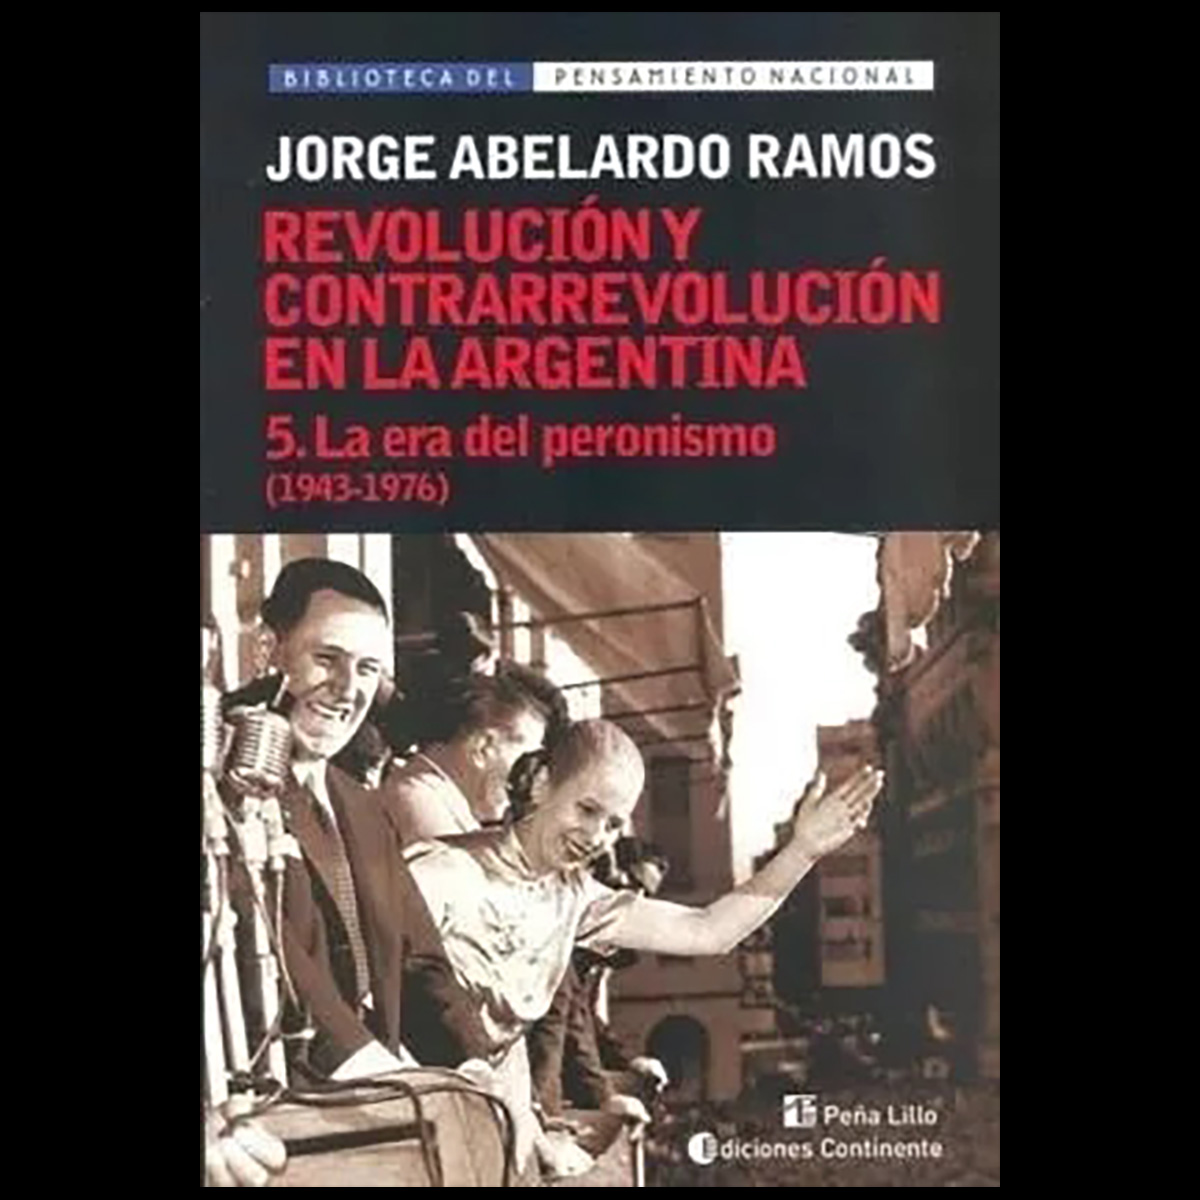 BIBLIOTECA DEL PENSAMIENTO NACIONAL
JORGE ABELARDO RAMOS
REVOLUCIÓN Y
CONTRARREVOLUCIÓN
EN LA ARGENTINA
5. La era del peronismo
(1943-1976)
Peña Lillo
Ediciones Continente